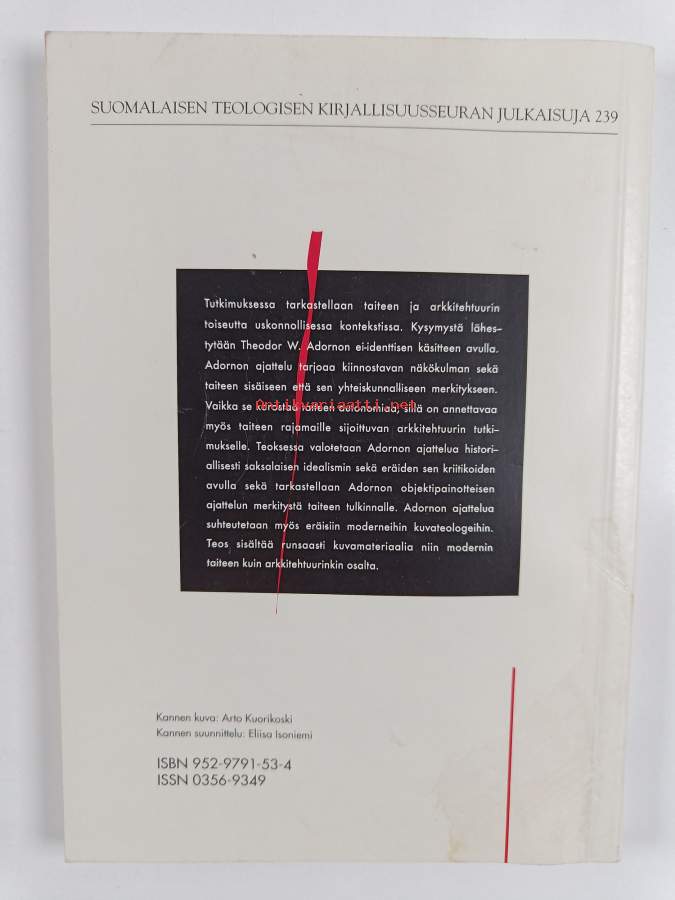 SUOMALAISEN TEOLOGISEN KIRJALLISUUSSEURAN JULKAISUJA 239
Tutkimuksessa tarkastellaan taiteen ja arkkitehtuurin
toiseutta uskonnollisessa kontekstissa. Kysymystä lähes-
tytään Theodor W. Adornon ei-identtisen käsitteen avulla.
Adornon ajattelu tarjoaa kiinnostavan näkökulman sekä
taiteen sisäiseen että sen yhteiskunnalliseen merkitykseen.
Antikvariaatti.net
Vaikka se korostaa taiteen autonomiaa, sillä on annettavaa
myös taiteen rajamaille sijoittuvan arkkitehtuurin tutki-
mukselle. Teoksessa valotetaan Adornon ajattelua histori-
allisesti saksalaisen idealismin sekä eräiden sen kriitikoiden
avulla sekä tarkastellaan Adornon objektipainotteisen
ajattelun merkitystä taiteen tulkinnalle. Adornon ajattelua
suhteutetaan myös eräisiin moderneihin kuvateologeihin.
Teos sisältää runsaasti kuvamateriaalia niin modernin
taiteen kuin arkkitehtuurinkin osalta.
Kannen kuva: Arto Kuorikoski
Kannen suunnittelu: Eliisa Isoniemi
ISBN 952-9791-53-4
ISSN 0356-9349